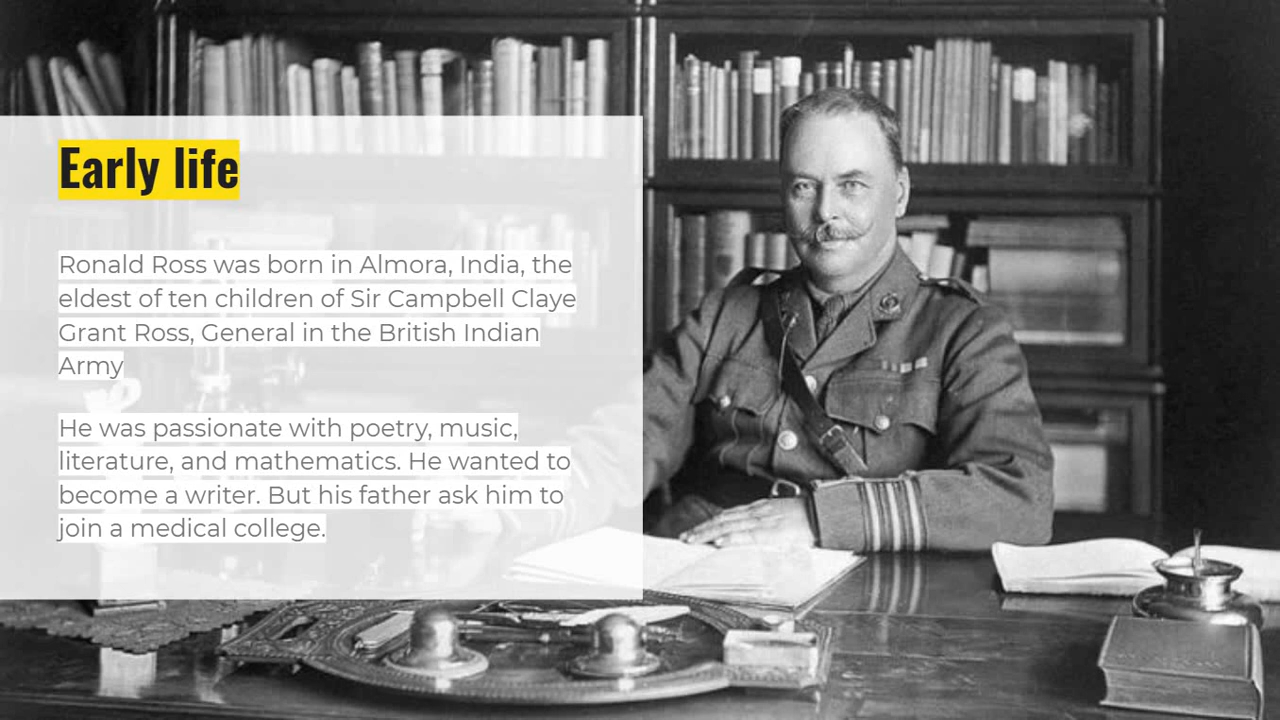 Early life
Ronald Ross was born in Almora, India, the
eldest of ten children of Sir Campbell Claye
Grant Ross, General in the British Indian
Army
He was passionate with poetry, music,
literature, and mathematics. He wanted to
become a writer. But his father ask him to
join a medical college.